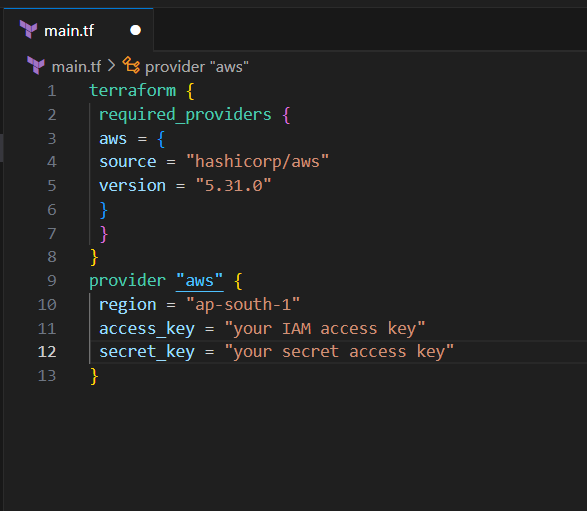 main.tf
main.tf > provider "aws"
1 terraform {
2 required_providers {
3 aws = {
4 source = "hashicorp/aws"
5 version = "5.31.0"
6 }
7 }
8 }
9 provider "aws" {
10 region = "ap-south-1"
11 access_key = "your IAM access key"
12 secret_key = "your secret access key"
13 }